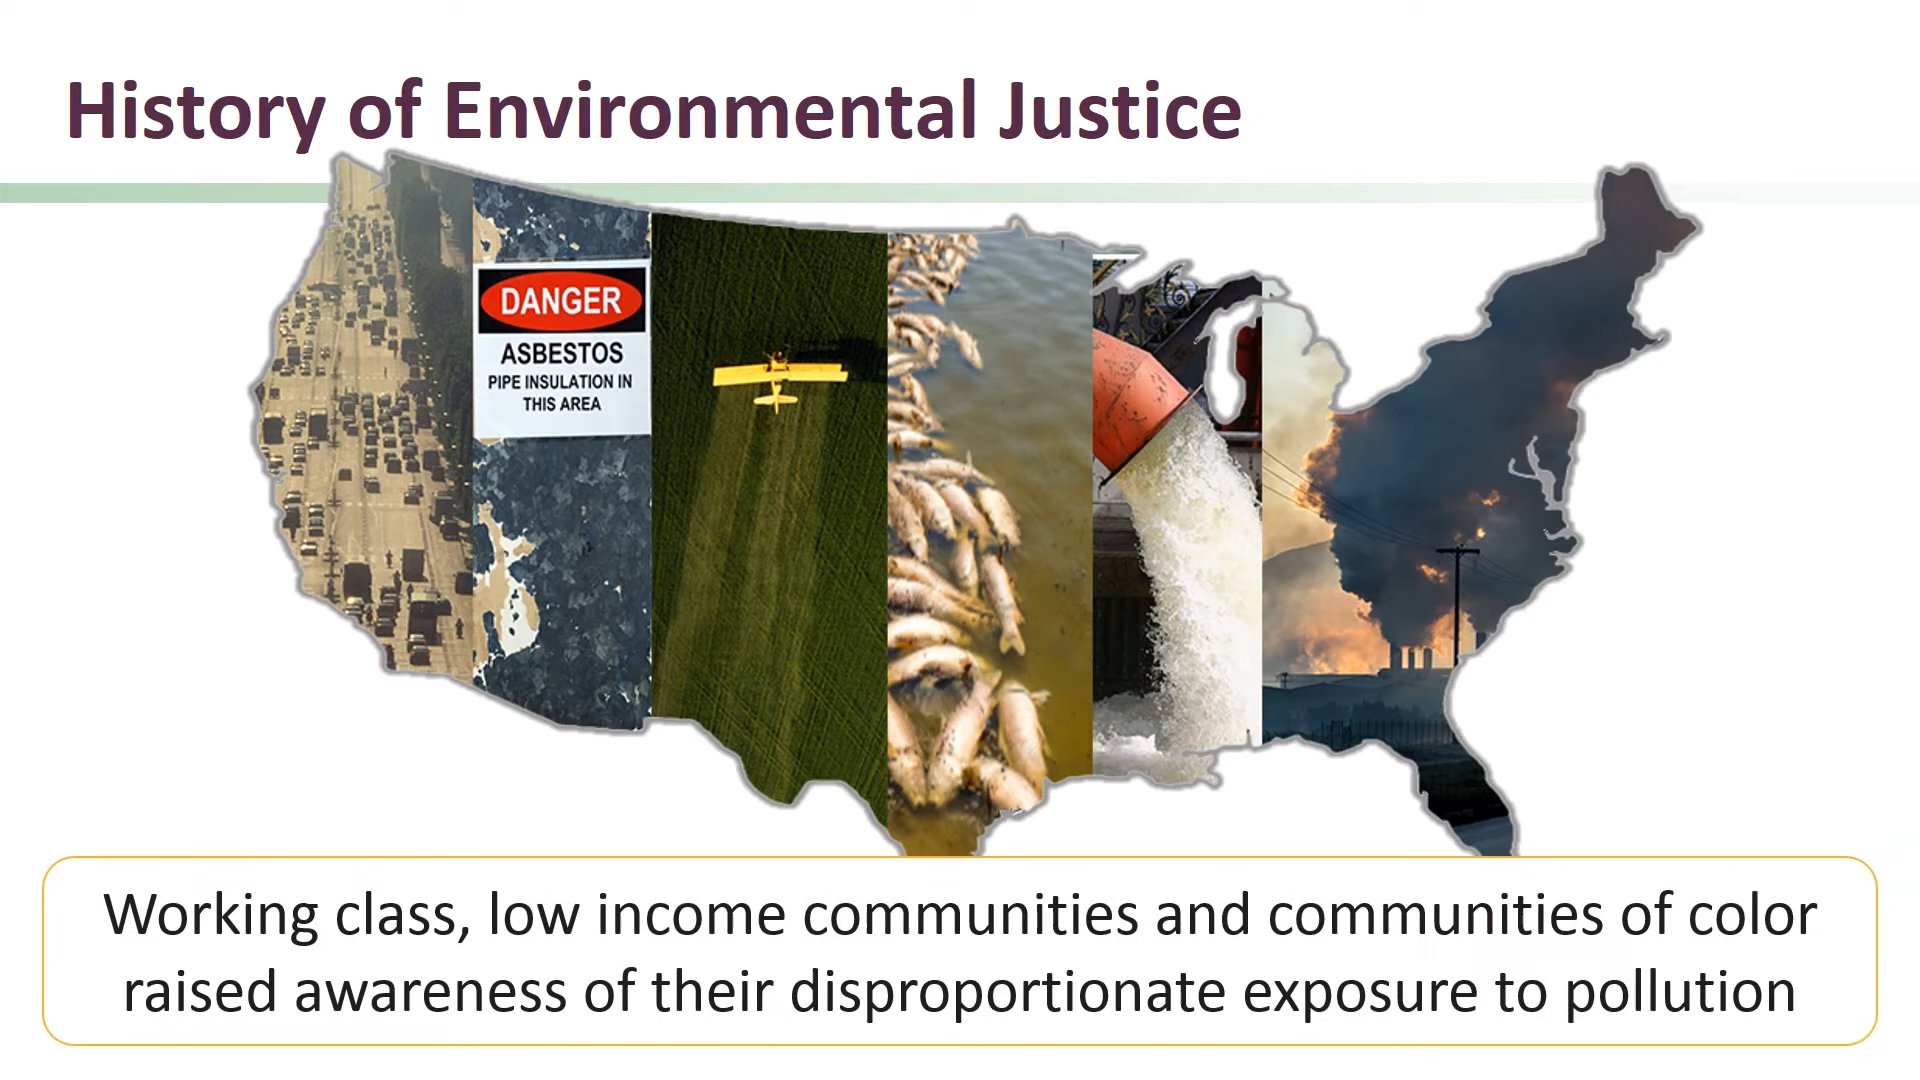 History of Environmental Justice
DANGER
ASBESTOS
PIPE INSULATION IN
THIS AREA
Working class, low income communities and communities of color
raised awareness of their disproportionate exposure to pollution